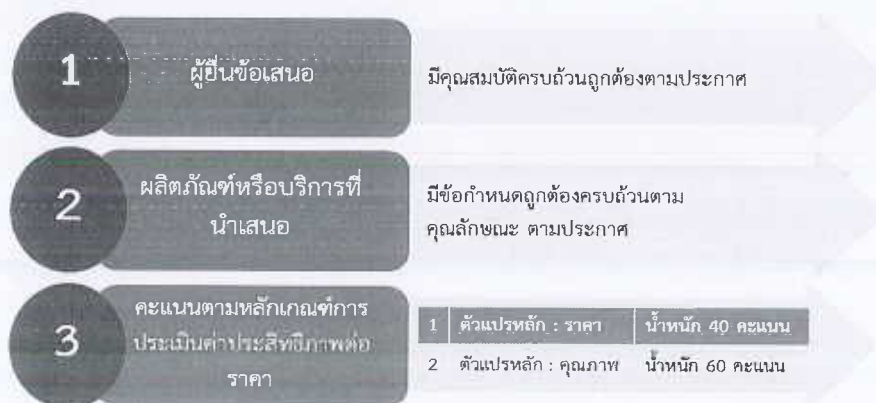 1
ผู้ยื่นข้อเสนอ
มีคุณสมบัติครบถ้วนถูกต้องตามประกาศ
2
ผลิตภัณฑ์หรือบริการที่
นำเสนอ
มีข้อกำหนดถูกต้องครบถ้วนตาม
คุณลักษณะ ตามประกาศ
3
คะแนนตามหลักเกณฑ์การ
ประเมินค่าประสิทธิภาพต่อ
ราคา
1 ตัวแปรหลัก : ราคา น้ำหนัก 40 คะแนน
2 ตัวแปรหลัก : คุณภาพ น้ำหนัก 60 คะแนน